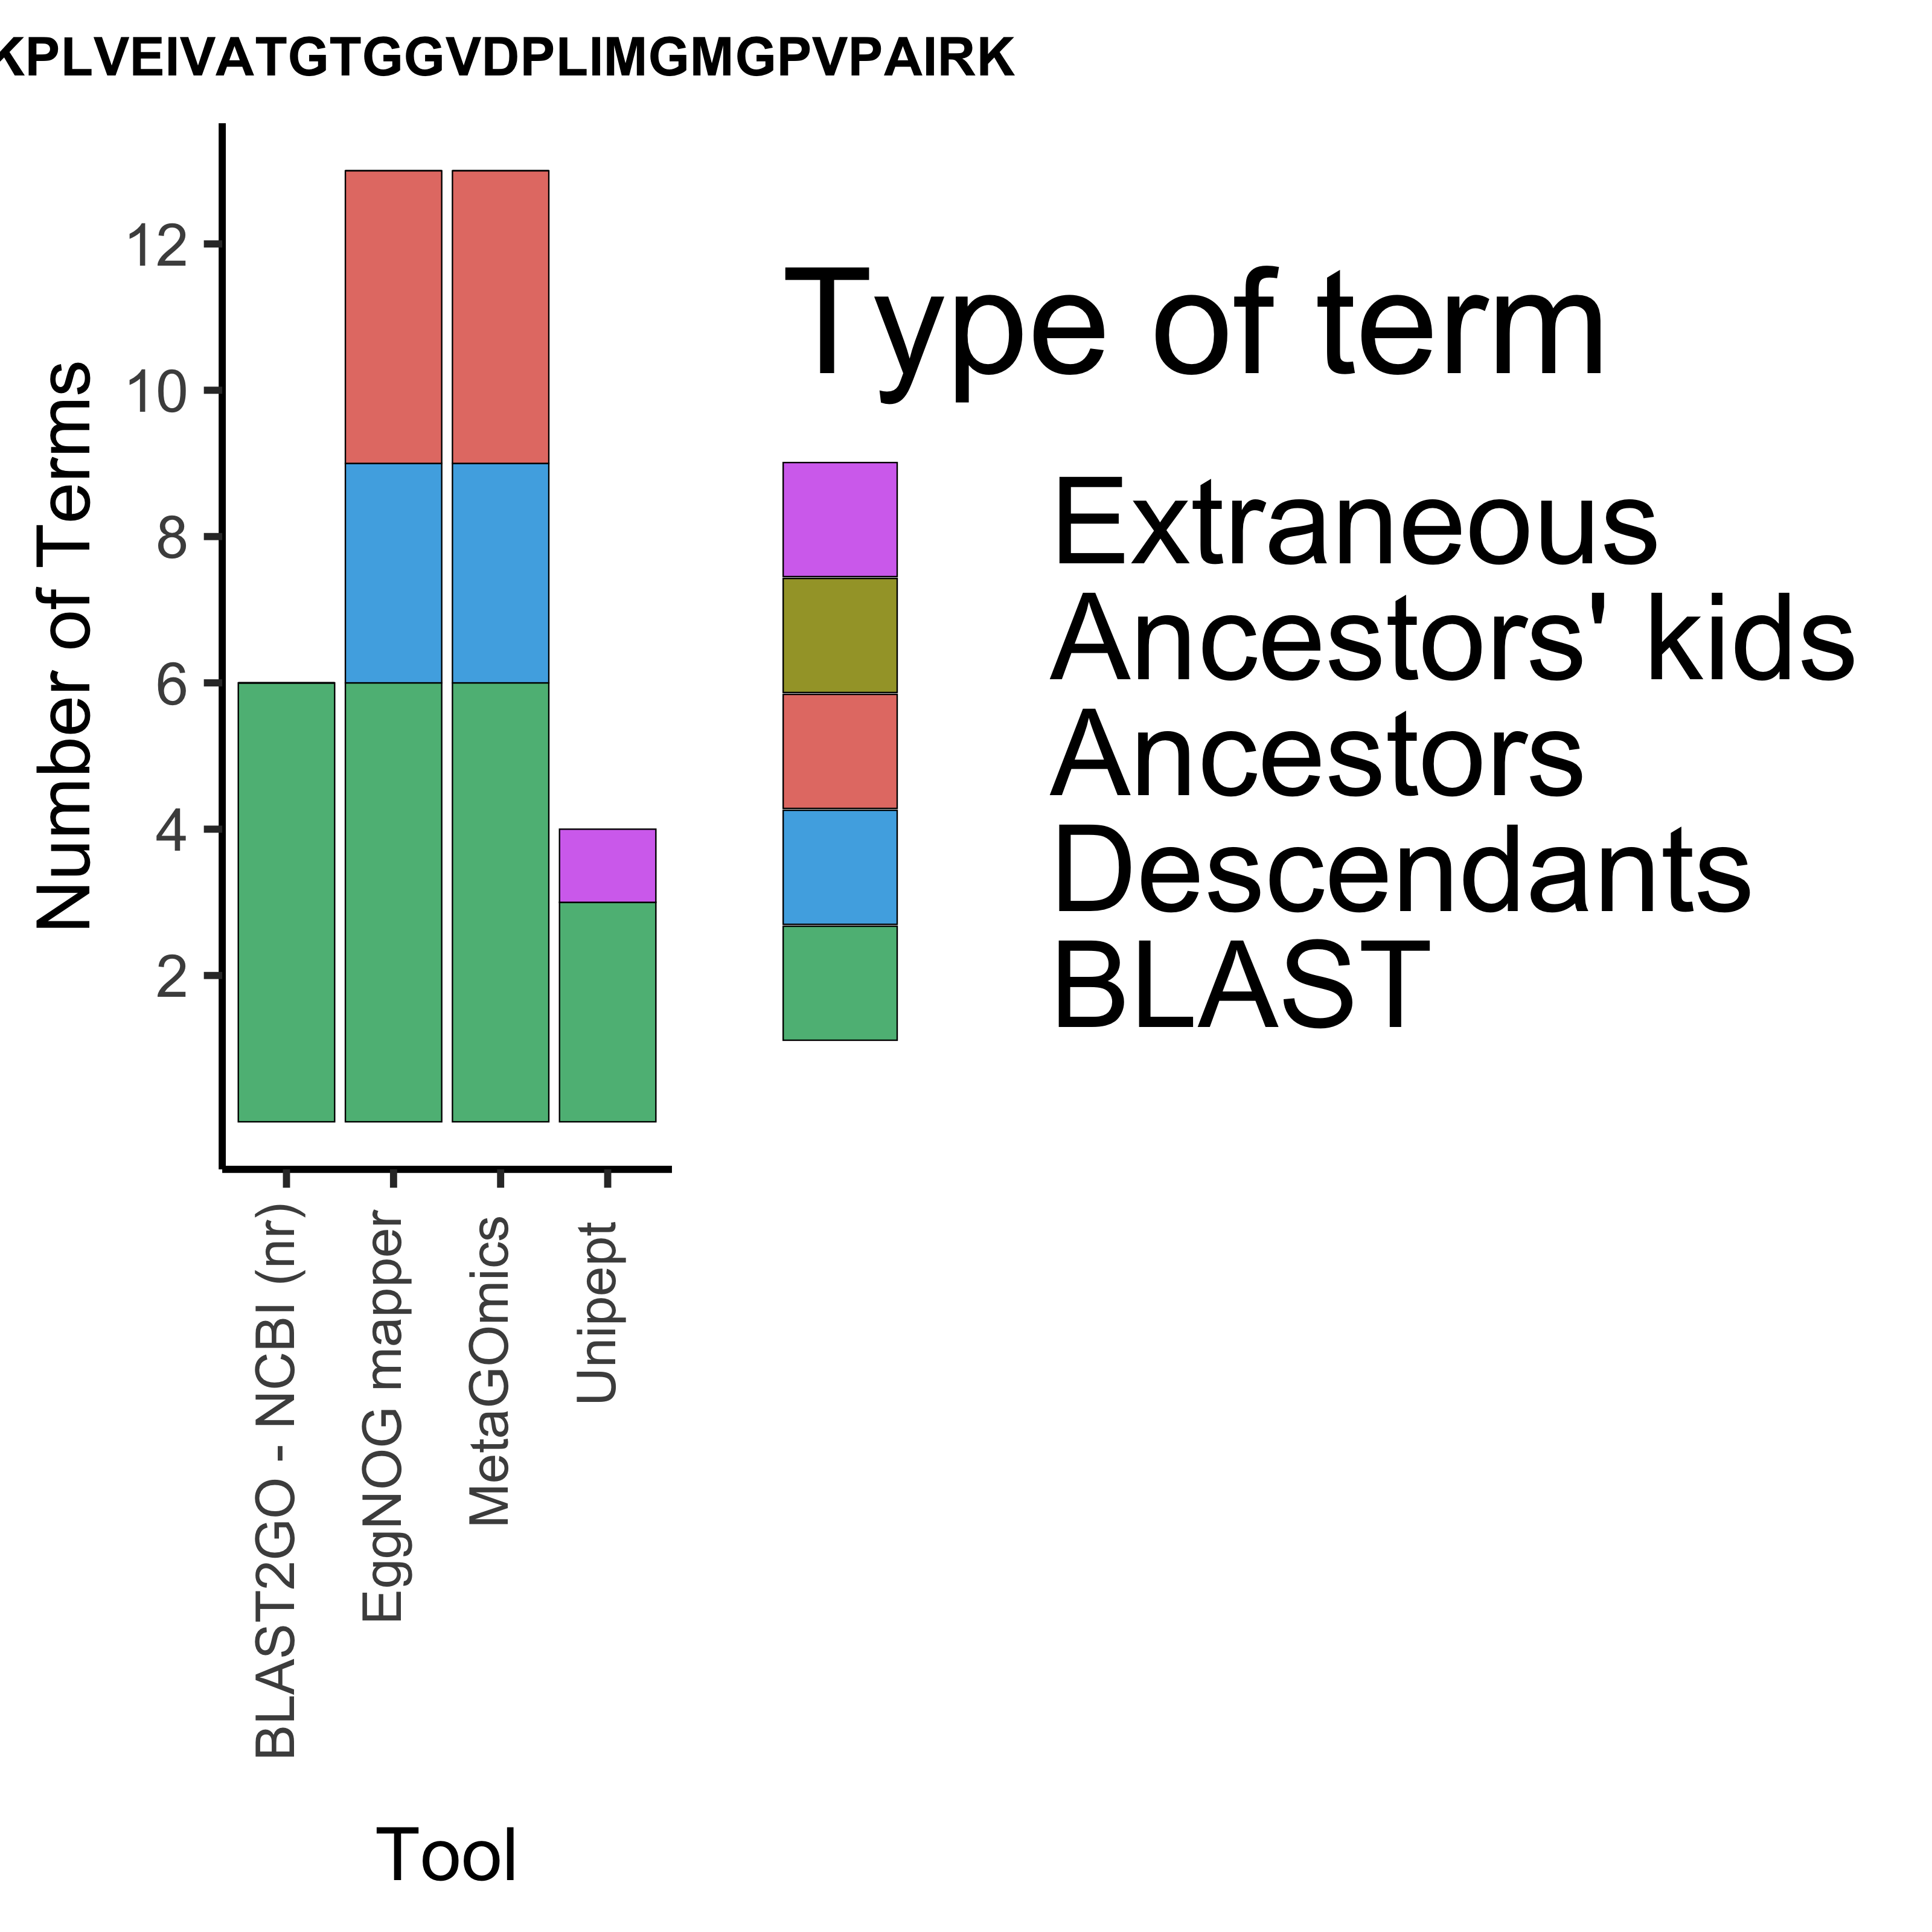 KPLVEIVATGTGGVDPLIMGMGPVPAIRK
Number of Terms
12
10
8
6
4
2
Type of term
Extraneous
Ancestors' kids
Ancestors
Descendants
BLAST
BLAST2GO - NCBI (nr)
EggNOG mapper
MetaGOmics
Unipept
Tool